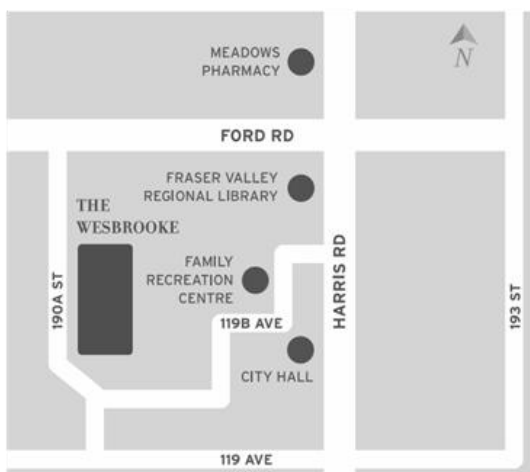 MEADOWS
PHARMACY
N
FORD RD
FRASER VALLEY
REGIONAL LIBRARY
THE
WESBROOKE
FAMILY
RECREATION
CENTRE
190A ST
HARRIS RD
193 ST
119B AVE
CITY HALL
119 AVE